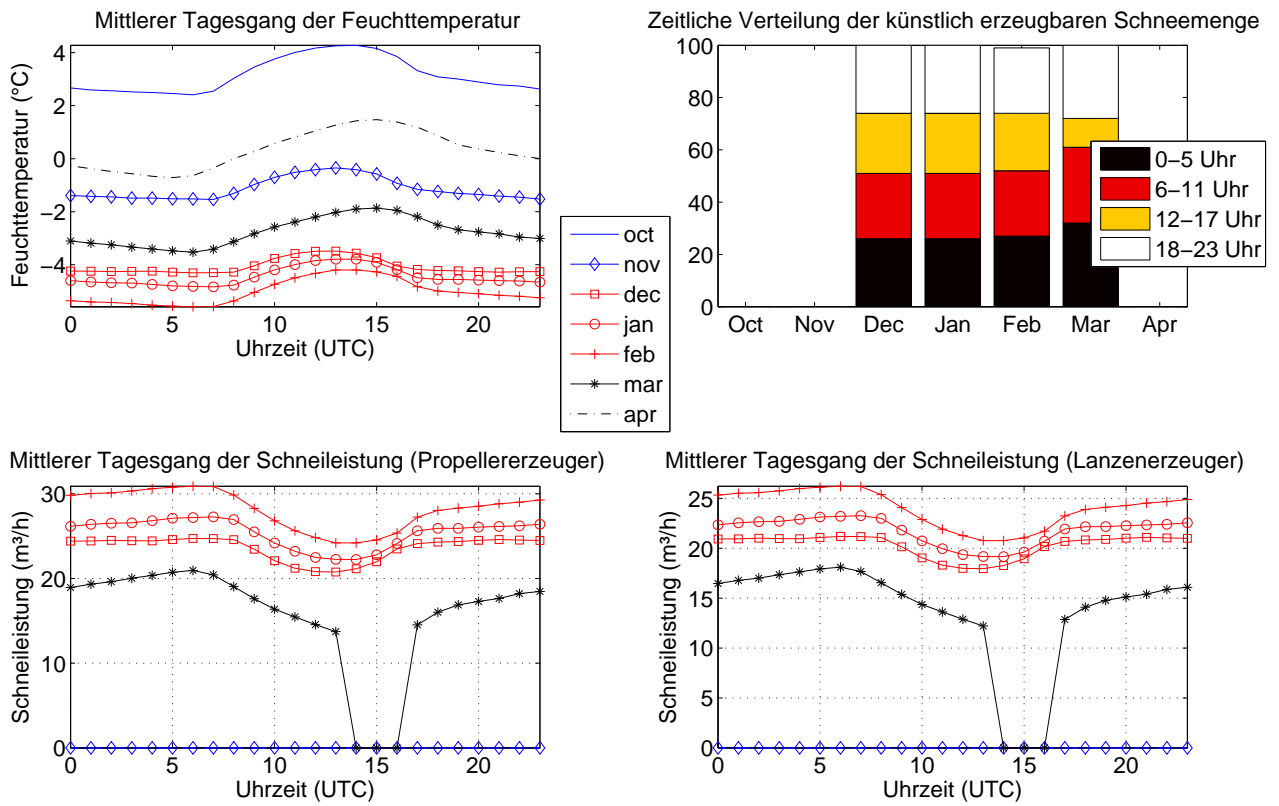 Mittlerer Tagesgang der Feuchttemperatur
Feuchttemperatur (°C)
4
2
0
−2
−4
0 5 10 15 20
Uhrzeit (UTC)
oct
nov
dec
jan
feb
mar
apr
Zeitliche Verteilung der künstlich erzeugbaren Schneemenge
100
80
60
40
20
0
Oct Nov Dec Jan Feb Mar Apr
0−5 Uhr
6−11 Uhr
12−17 Uhr
18−23 Uhr
Mittlerer Tagesgang der Schneileistung (Propellererzeuger)
Schneileistung (m³/h)
30
20
10
0
0 5 10 15 20
Uhrzeit (UTC)
Mittlerer Tagesgang der Schneileistung (Lanzenerzeuger)
Schneileistung (m³/h)
25
20
15
10
5
0
0 5 10 15 20
Uhrzeit (UTC)